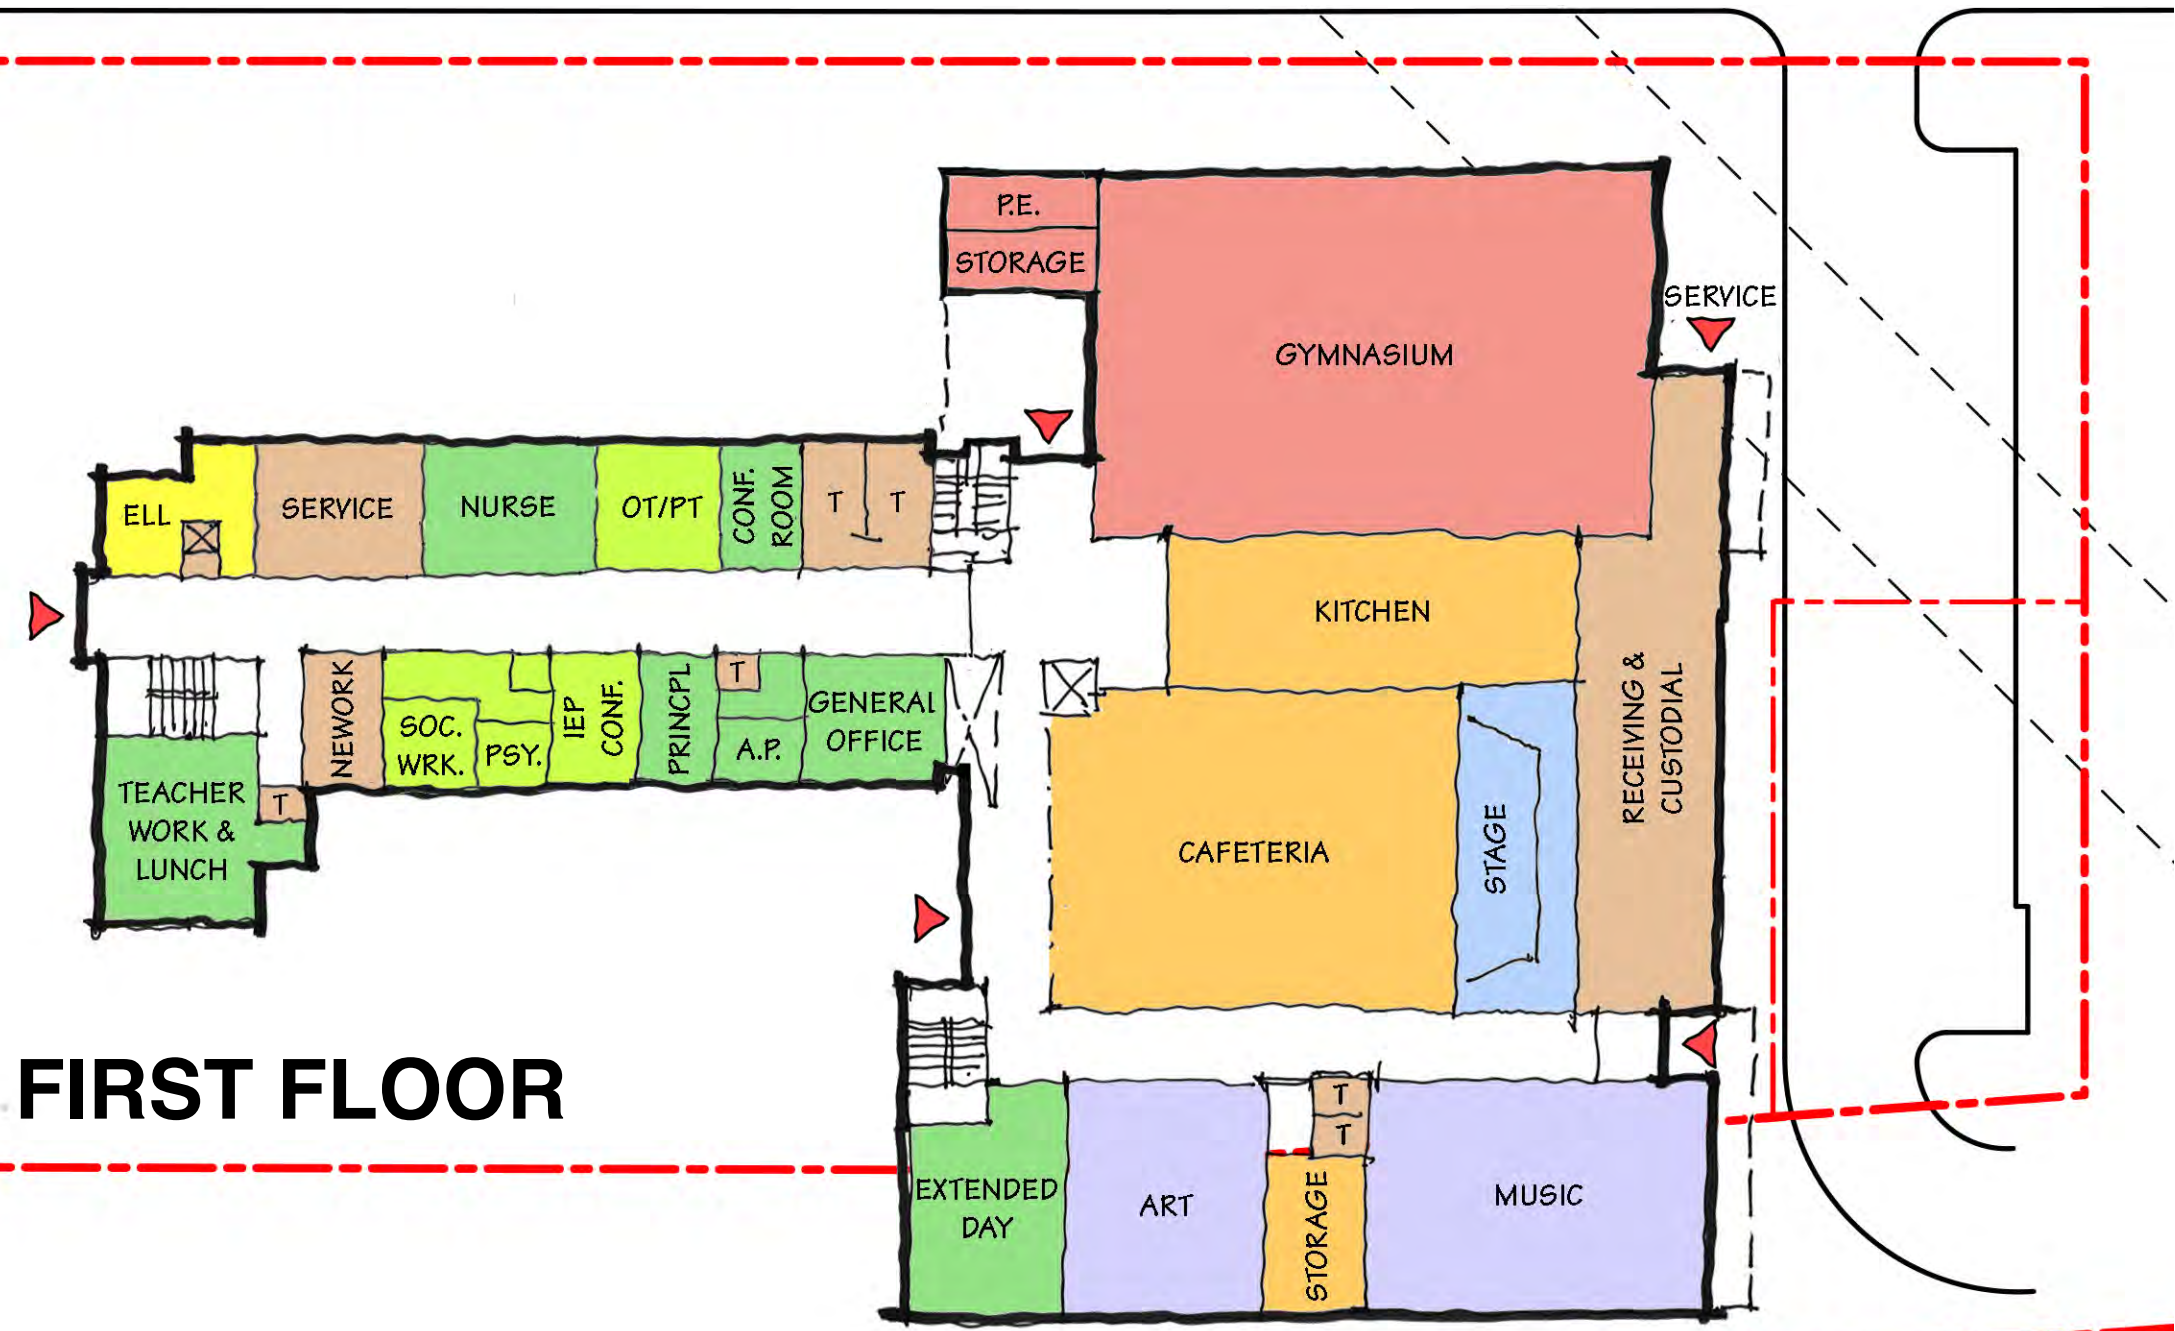 P.E.
STORAGE
GYMNASIUM
SERVICE
ELL
SERVICE
NURSE
OT/PT
CONF.
ROOM
T
T
KITCHEN
NEWORK
SOC.
WRK.
PSY.
IEP
CONF.
PRINCPL
T
A.P.
GENERAL
OFFICE
RECEIVING &
CUSTODIAL
TEACHER
WORK &
LUNCH
T
CAFETERIA
STAGE
FIRST FLOOR
EXTENDED
DAY
ART
T
T
STORAGE
MUSIC